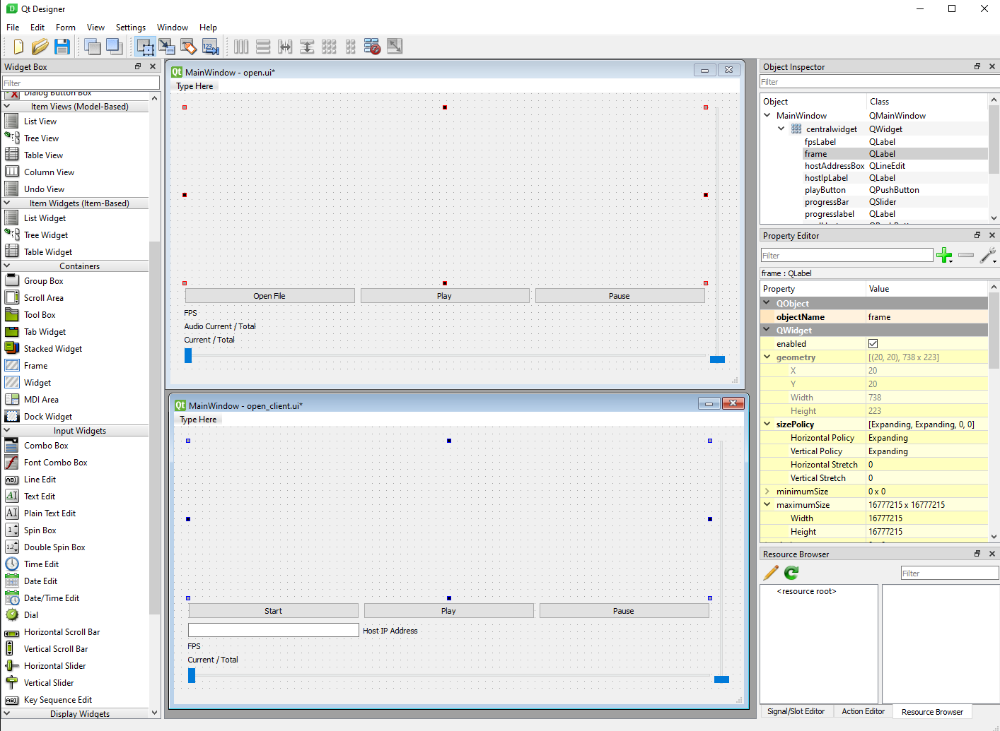 Qt Designer
File Edit Form View Settings Window Help
Widget Box
Filter
Dialog Button Box
Item Views (Model-Based)
List View
Tree View
Table View
Column View
Undo View
Item Widgets (Item-Based)
List Widget
Tree Widget
Table Widget
Containers
Group Box
Scroll Area
Tool Box
Tab Widget
Stacked Widget
Frame
Widget
MDI Area
Dock Widget
Input Widgets
Combo Box
Font Combo Box
Line Edit
Text Edit
Plain Text Edit
Spin Box
Double Spin Box
Time Edit
Date Edit
Date/Time Edit
Dial
Horizontal Scroll Bar
Vertical Scroll Bar
Horizontal Slider
Vertical Slider
Key Sequence Edit
Display Widgets
MainWindow - open.ui*
Type Here
Open File Play Pause
FPS
Audio Current / Total
Current / Total
MainWindow - open_client.ui*
Type Here
Start Play Pause
Host IP Address
FPS
Current / Total
Object Inspector
Filter
Object Class
MainWindow QMainWindow
centralwidget QWidget
fpsLabel QLabel
frame QLabel
hostAddressBox QLineEdit
hostIpLabel QLabel
playButton QPushButton
progressBar QSlider
progresslabel QLabel
Property Editor
Filter
frame : QLabel
Property Value
QObject
objectName frame
QWidget
enabled
geometry [(20, 20), 738 x 223]
X 20
Y 20
Width 738
Height 223
sizePolicy [Expanding, Expanding, 0, 0]
Horizontal Policy Expanding
Vertical Policy Expanding
Horizontal Stretch 0
Vertical Stretch 0
minimumSize 0 x 0
maximumSize 16777215 x 16777215
Width 16777215
Height 16777215
Resource Browser
Filter
<resource root>
Signal/Slot Editor Action Editor Resource Browser